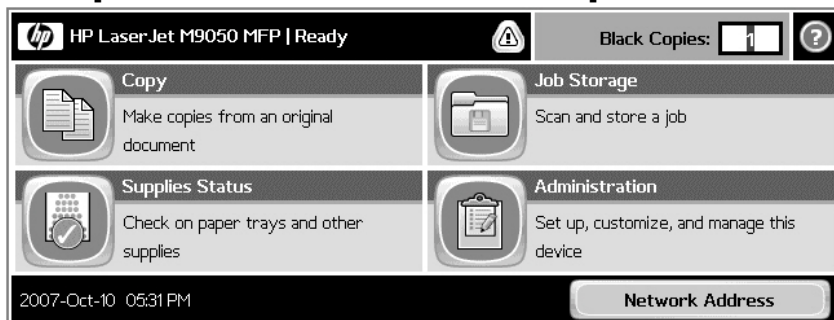 hp HP LaserJet M9050 MFP | Ready Black Copies: 1 ?
Copy
Make copies from an original
document
Job Storage
Scan and store a job
Supplies Status
Check on paper trays and other
supplies
Administration
Set up, customize, and manage this
device
2007-Oct-10 05:31 PM Network Address